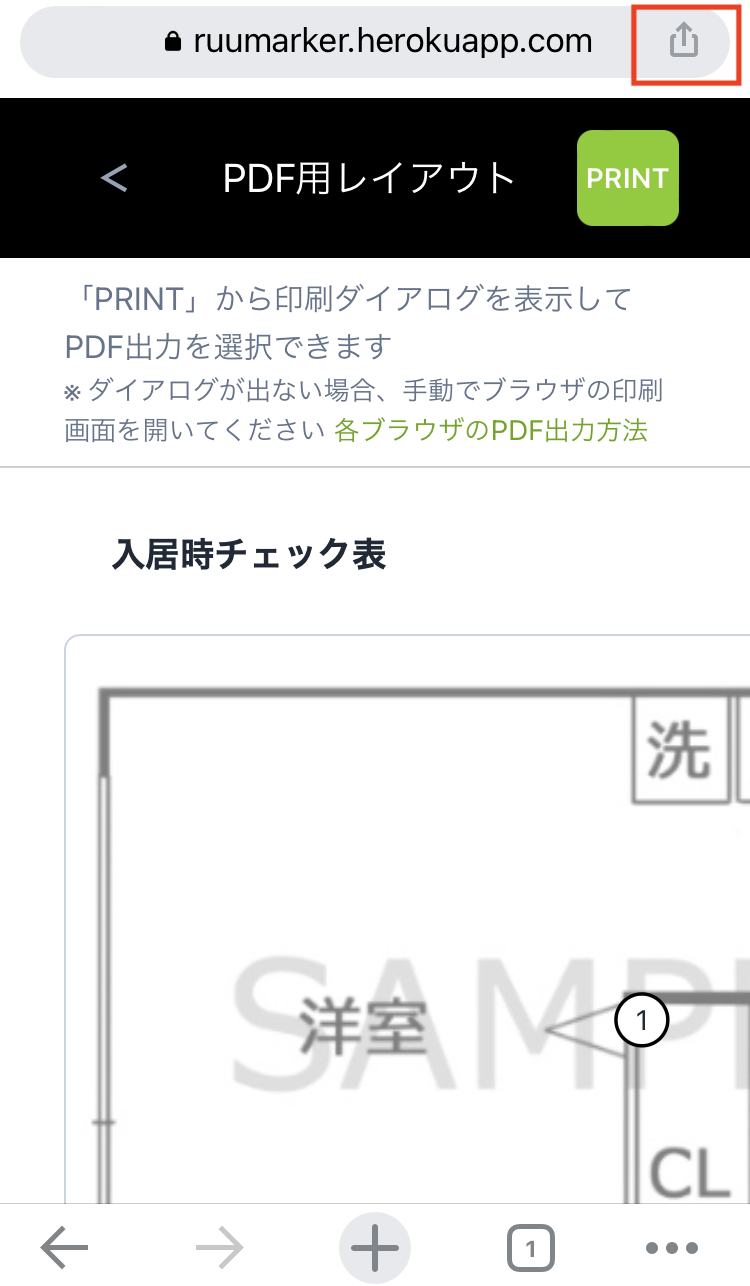 ruumarker.herokuapp.com
<
PDF用レイアウト
PRINT
「PRINT」から印刷ダイアログを表示して
PDF出力を選択できます
※ ダイアログが出ない場合、手動でブラウザの印刷
画面を開いてください 各ブラウザのPDF出力方法
入居時チェック表
洗
SAMP
洋室
1
CL
1